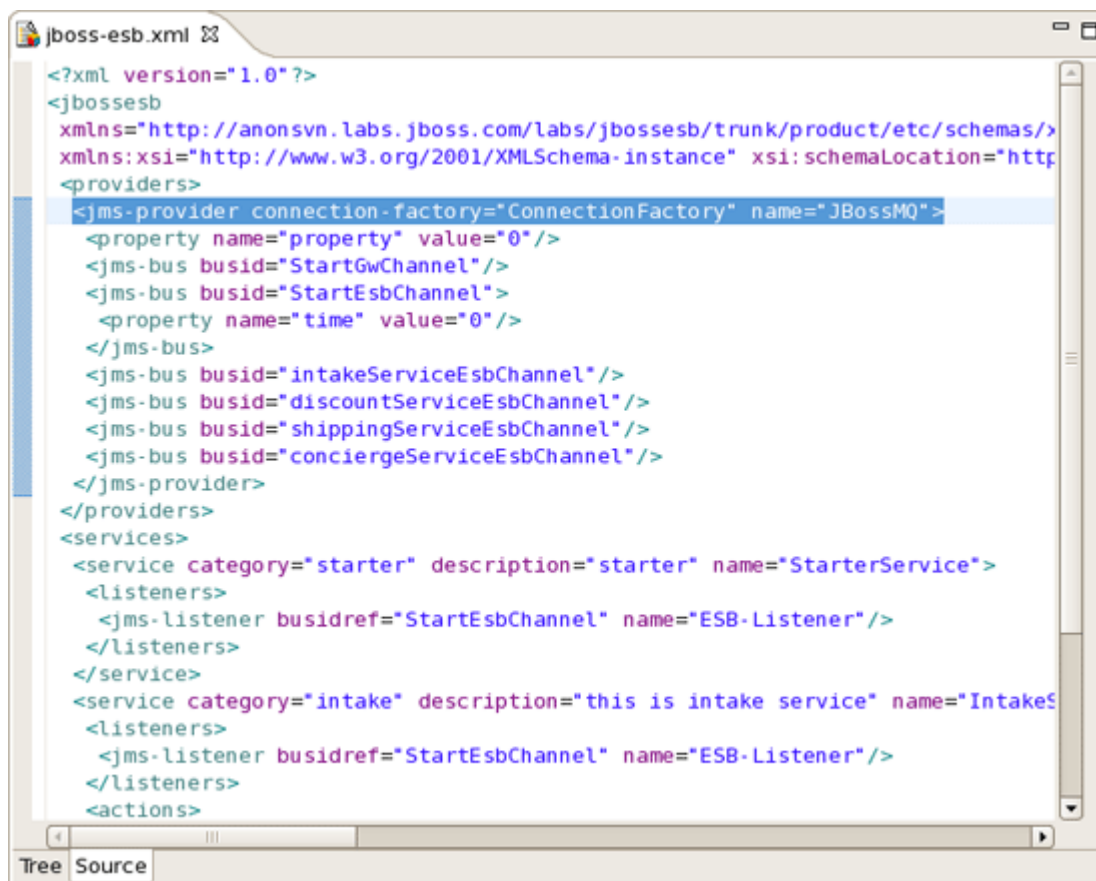 jboss-esb.xml
<?xml version="1.0"?>
<jbossesb
xmlns="http://anonsvn.labs.jboss.com/labs/jbossesb/trunk/product/etc/schemas/
xmlns:xsi="http://www.w3.org/2001/XMLSchema-instance" xsi:schemaLocation="http
<providers>
<jms-provider connection-factory="ConnectionFactory" name="JBossMQ">
<property name="property" value="0"/>
<jms-bus busid="StartGwChannel"/>
<jms-bus busid="StartEsbChannel">
<property name="time" value="0"/>
</jms-bus>
<jms-bus busid="intakeServiceEsbChannel"/>
<jms-bus busid="discountServiceEsbChannel"/>
<jms-bus busid="shippingServiceEsbChannel"/>
<jms-bus busid="conciergeServiceEsbChannel"/>
</jms-provider>
</providers>
<services>
<service category="starter" description="starter" name="StarterService">
<listeners>
<jms-listener busidref="StartEsbChannel" name="ESB-Listener"/>
</listeners>
</service>
<service category="intake" description="this is intake service" name="IntakeS
<listeners>
<jms-listener busidref="StartEsbChannel" name="ESB-Listener"/>
</listeners>
<actions>
Tree Source